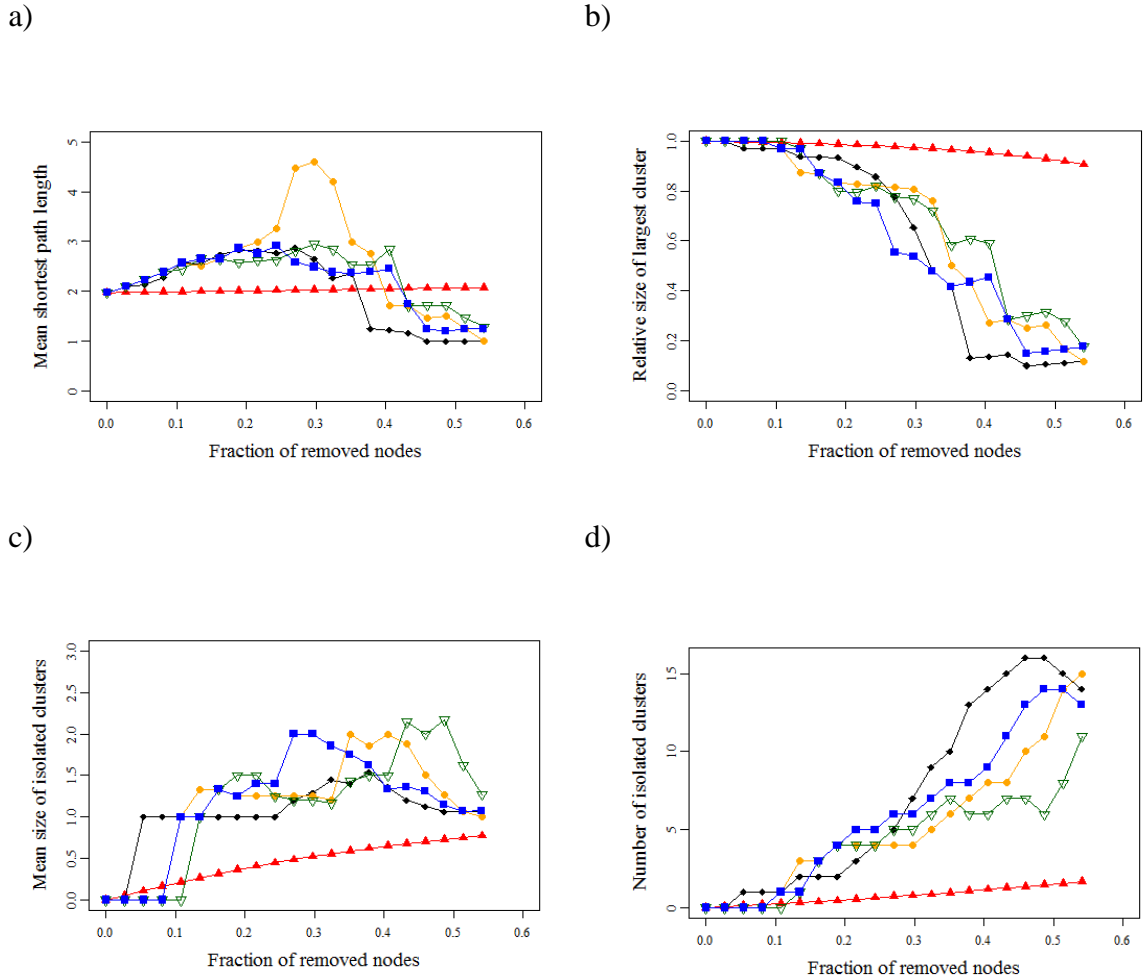 a)
b)
Mean shortest path length
0 1 2 3 4 5
0.0 0.1 0.2 0.3 0.4 0.5 0.6
Fraction of removed nodes
Relative size of largest cluster
0.0 0.2 0.4 0.6 0.8 1.0
0.0 0.1 0.2 0.3 0.4 0.5 0.6
Fraction of removed nodes
c)
d)
Mean size of isolated clusters
0.0 0.5 1.0 1.5 2.0 2.5 3.0
0.0 0.1 0.2 0.3 0.4 0.5 0.6
Fraction of removed nodes
Number of isolated clusters
0 5 10 15
0.0 0.1 0.2 0.3 0.4 0.5 0.6
Fraction of removed nodes